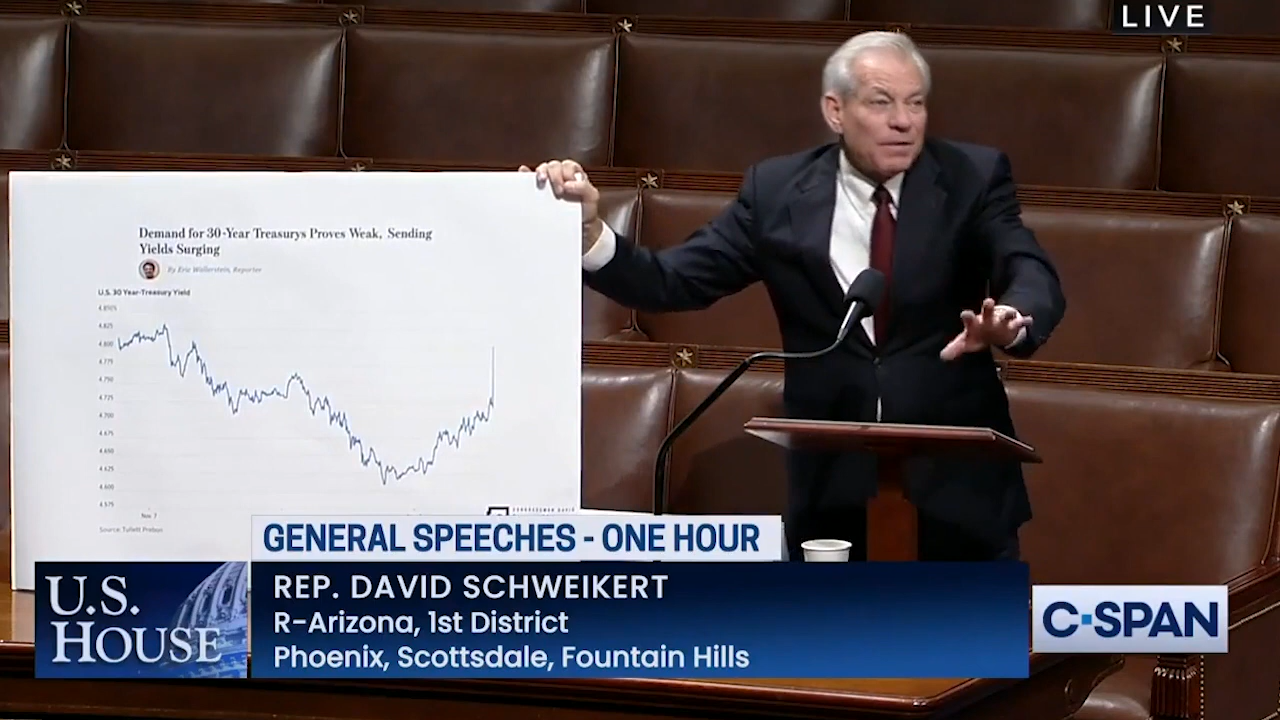 LIVE
Demand for 30-Year Treasurys Proves Weak, Sending
Yields Surging
By Eric Wallerstein, Reporter
U.S. 30 Year-Treasury Yield
4.825
4.800
4.775
4.750
4.725
4.700
4.675
4.650
4.625
4.600
4.575
Nov. 7
Source: Tullett Prebon
GENERAL SPEECHES - ONE HOUR
U.S.
HOUSE
REP. DAVID SCHWEIKERT
R-Arizona, 1st District
Phoenix, Scottsdale, Fountain Hills
C-SPAN